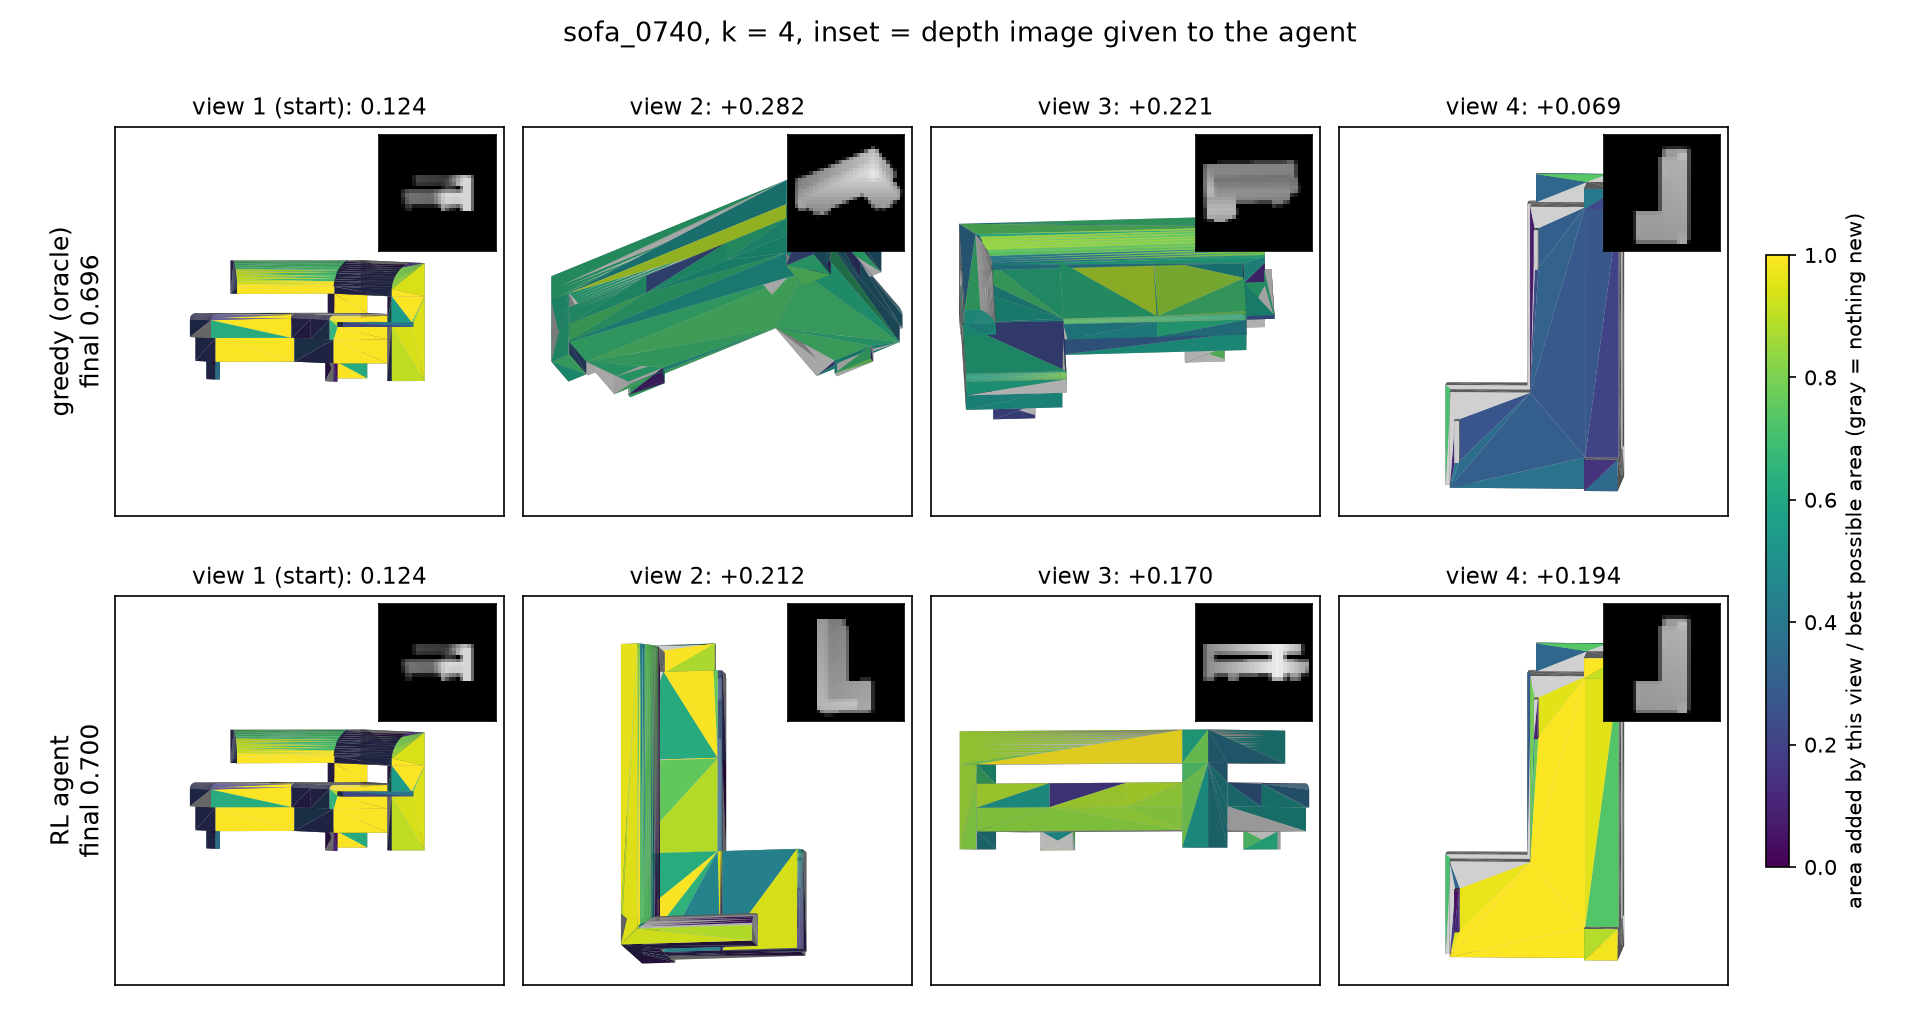 sofa_0740, k = 4, inset = depth image given to the agent
view 1 (start): 0.124
view 2: +0.282
view 3: +0.221
view 4: +0.069
greedy (oracle)
final 0.696
view 1 (start): 0.124
view 2: +0.212
view 3: +0.170
view 4: +0.194
RL agent
final 0.700
1.0
0.8
0.6
0.4
0.2
0.0
area added by this view / best possible area (gray = nothing new)